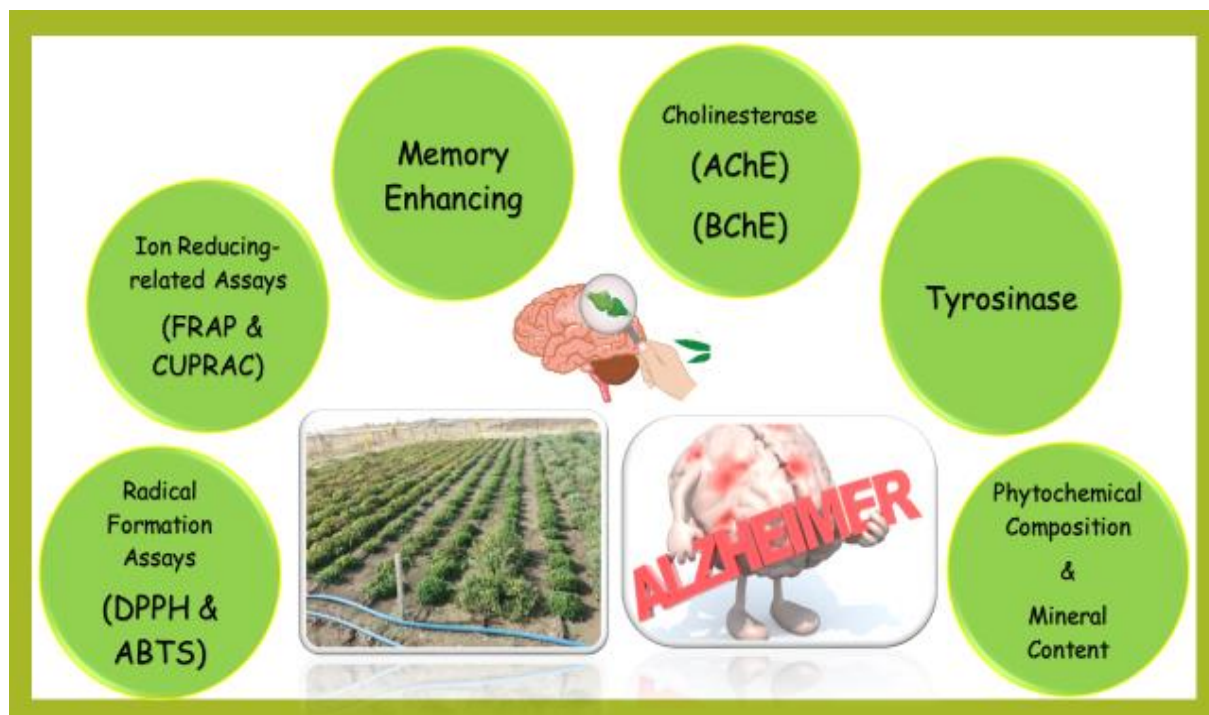 Memory
Enhancing
Cholinesterase
(AChE)
(BChE)
Ion Reducing-
related Assays
(FRAP &
CUPRAC)
Tyrosinase
Radical
Formation
Assays
(DPPH &
ABTS)
ALZHEIMER
Phytochemical
Composition
&
Mineral
Content